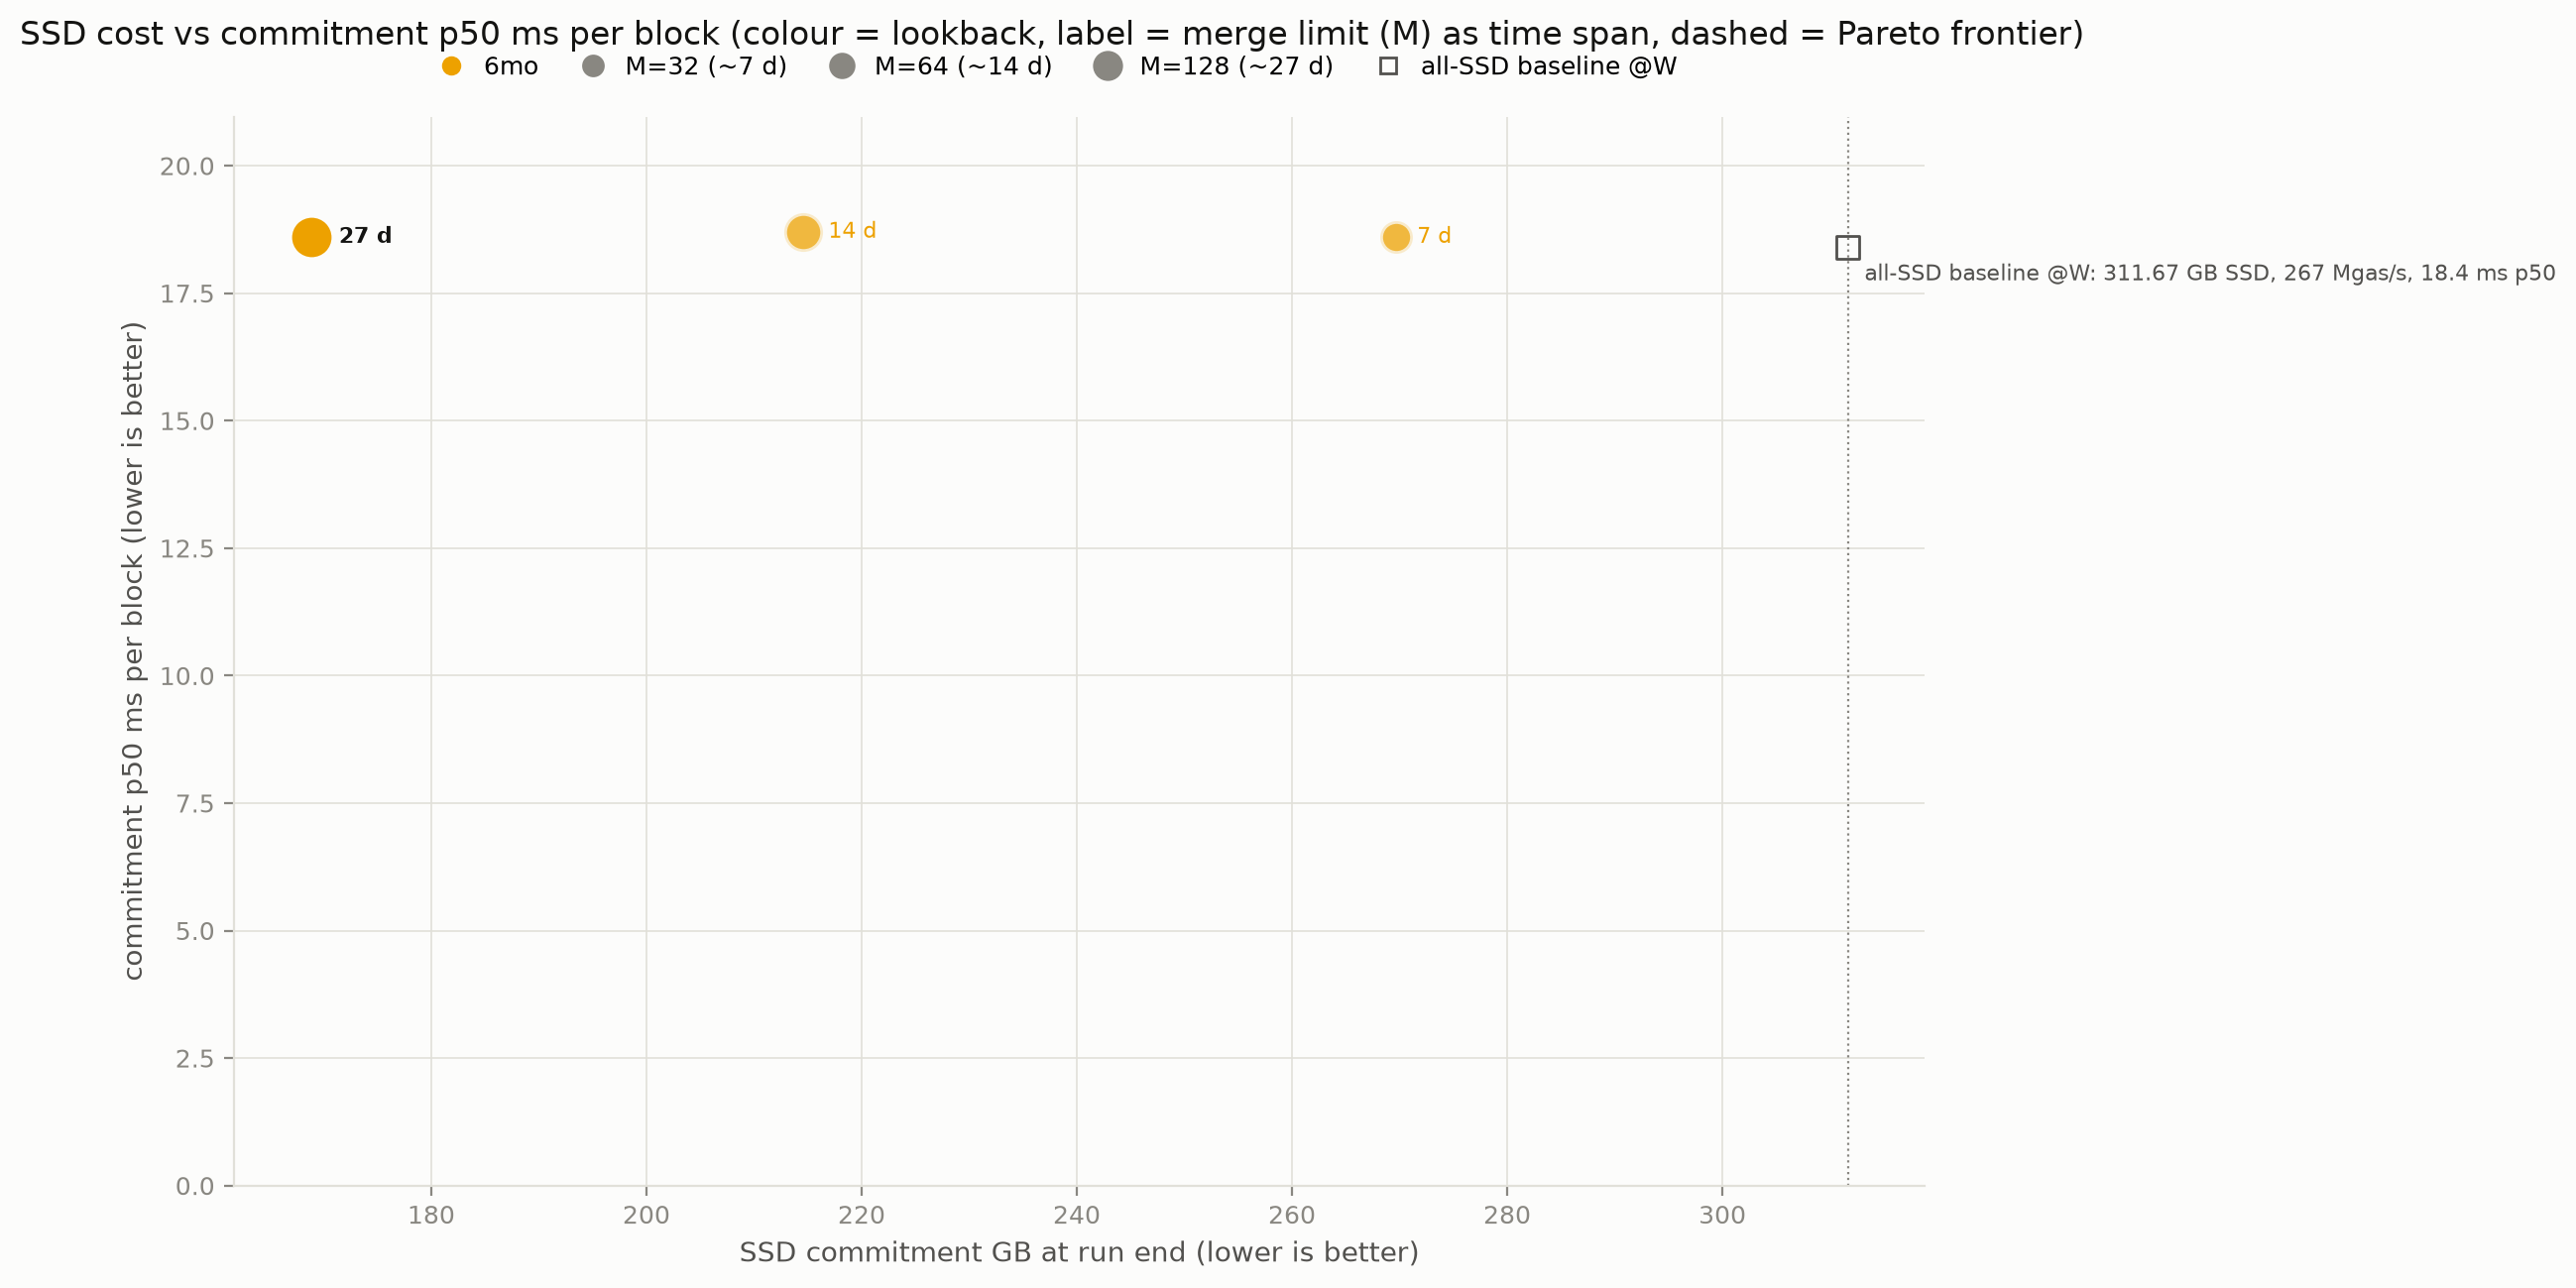 SSD cost vs commitment p50 ms per block (colour = lookback, label = merge limit (M) as time span, dashed = Pareto frontier)
6mo M=32 (~7 d) M=64 (~14 d) M=128 (~27 d) all-SSD baseline @W
commitment p50 ms per block (lower is better)
20.0
17.5
15.0
12.5
10.0
7.5
5.0
2.5
0.0
27 d
14 d
7 d
all-SSD baseline @W: 311.67 GB SSD, 267 Mgas/s, 18.4 ms p50
180 200 220 240 260 280 300
SSD commitment GB at run end (lower is better)